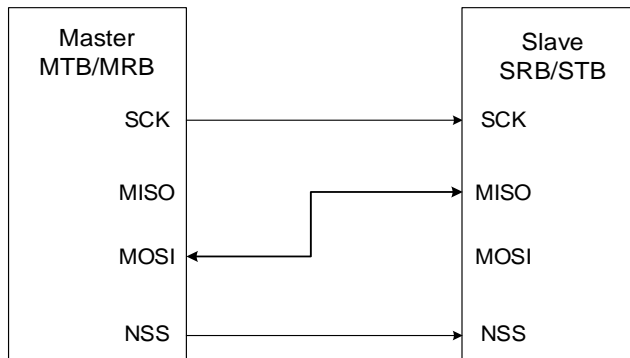 Master
MTB/MRB
SCK
MISO
MOSI
NSS
Slave
SRB/STB
SCK
MISO
MOSI
NSS